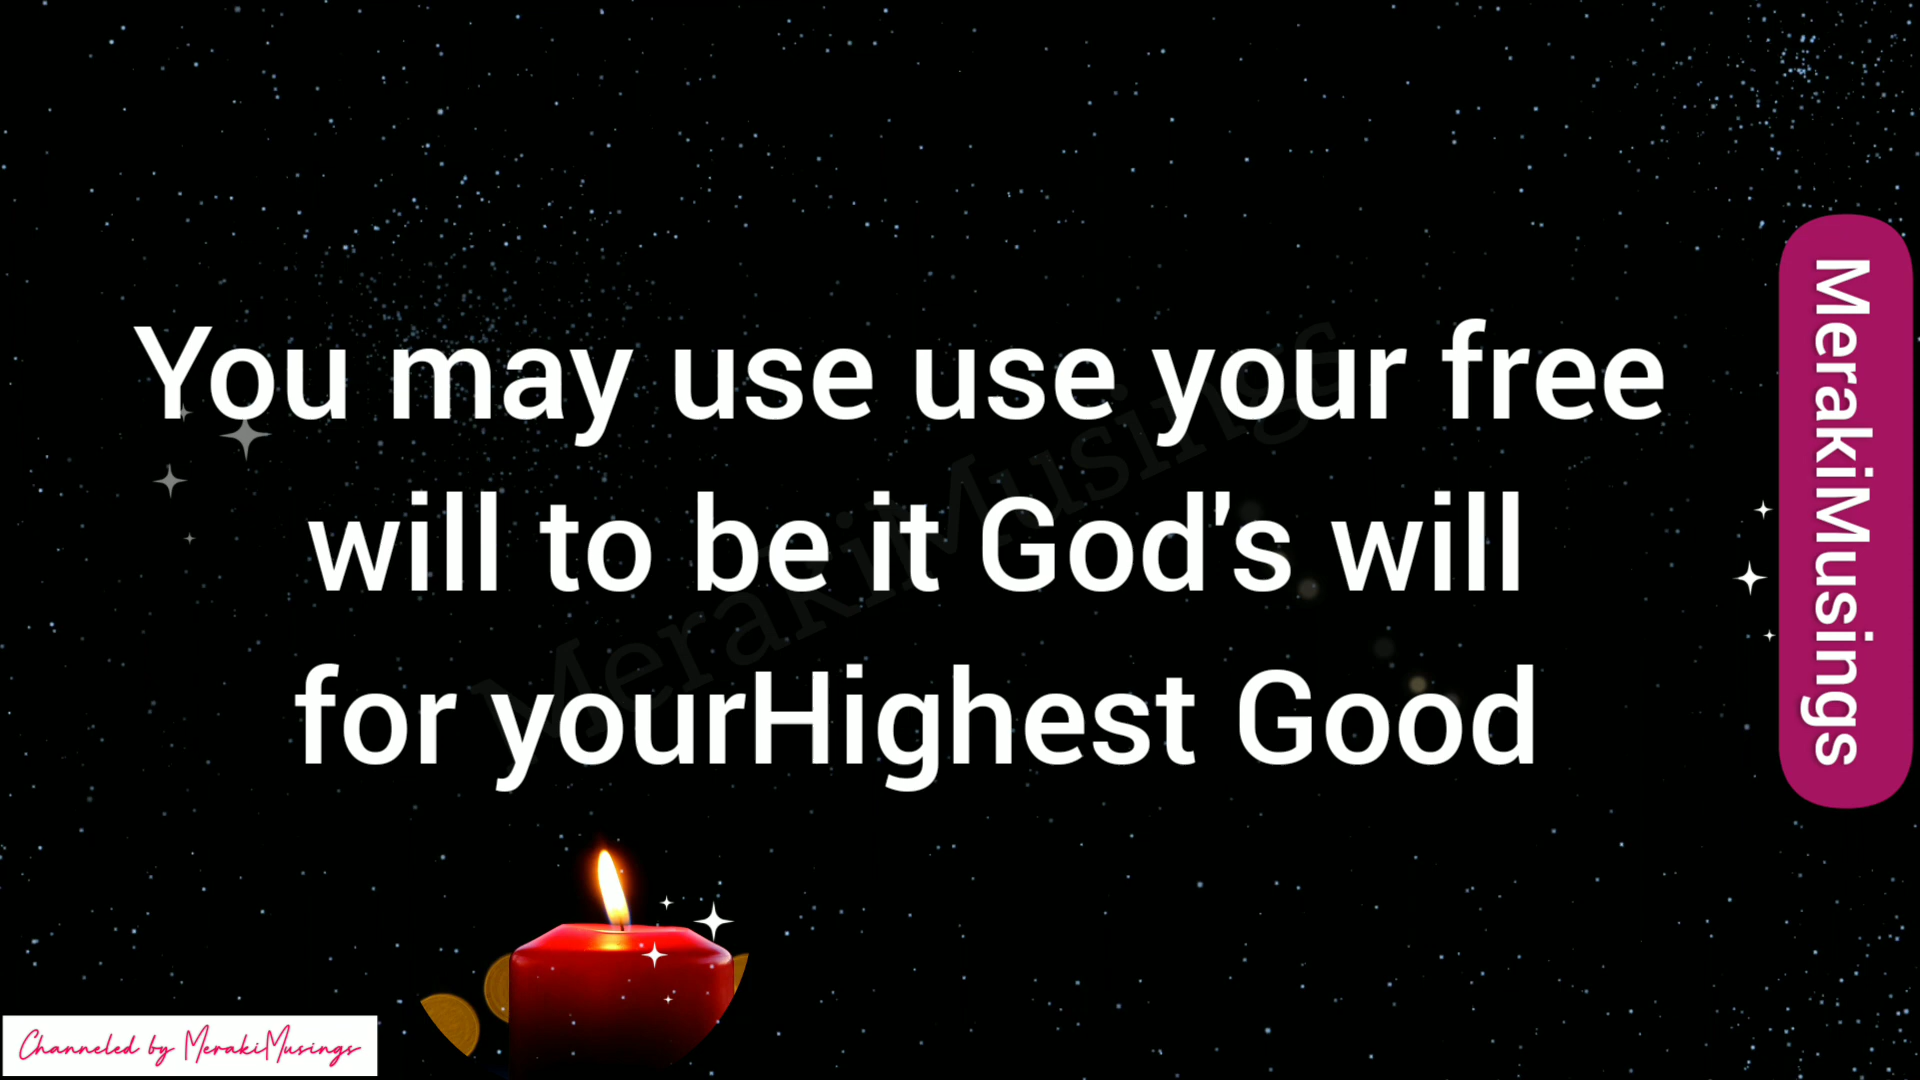 You may use use your free
will to be it God's will
for yourHighest Good
MerakiMusings
MerakiMusings
Channeled by MerakiMusings